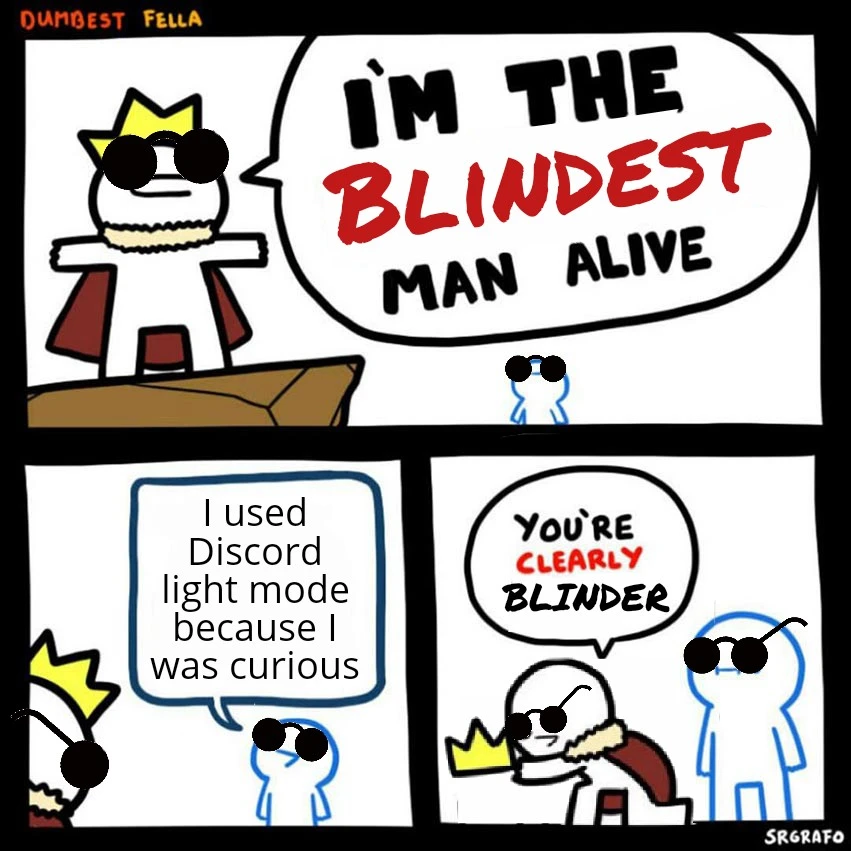 DUMBEST FELLA
I'M THE
BLINDEST
MAN ALIVE
I used
Discord
light mode
because I
was curious
YOU'RE
CLEARLY
BLINDER
SRGRAFO